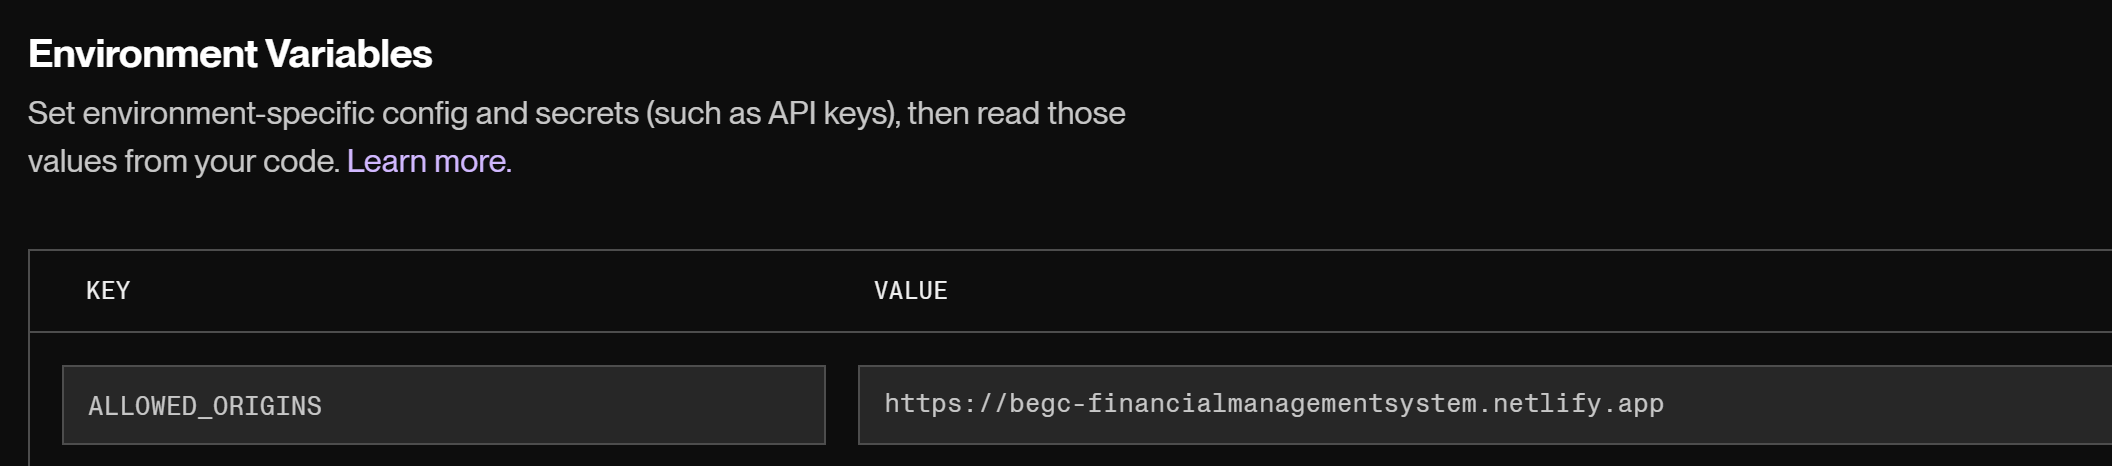 Environment Variables
Set environment-specific config and secrets (such as API keys), then read those
values from your code. Learn more.
KEY VALUE
ALLOWED_ORIGINS https://begc-financialmanagementsystem.netlify.app